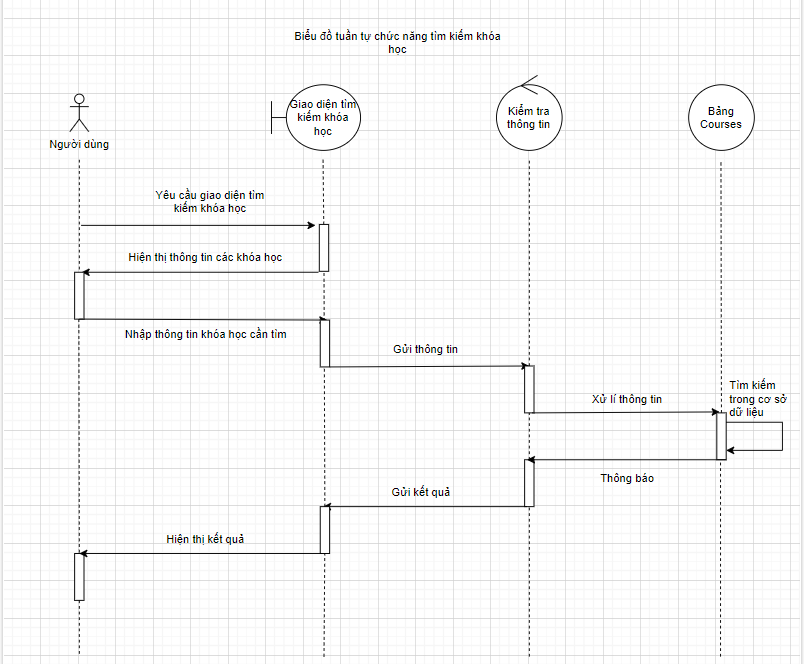 Biểu đồ tuần tự chức năng tìm kiếm khóa
học
Giao diện tìm
kiếm khóa
học
Kiểm tra
thông tin
Bảng
Courses
Người dùng
Yêu cầu giao diện tìm
kiếm khóa học
Hiện thị thông tin các khóa học
Nhập thông tin khóa học cần tìm
Gửi thông tin
Xử lí thông tin
Tìm kiếm
trong cơ sở
dữ liệu
Thông báo
Gửi kết quả
Hiện thị kết quả